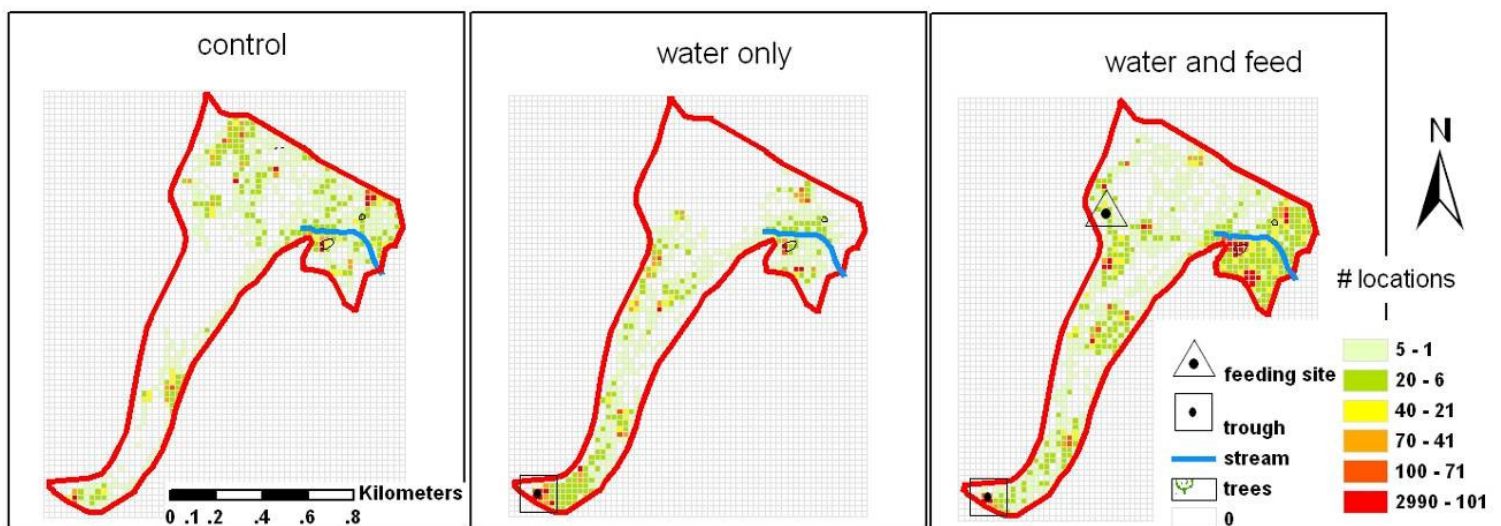 control
water only
water and feed
N
# locations
5 - 1
20 - 6
40 - 21
70 - 41
100 - 71
2990 - 101
feeding site
trough
stream
trees
0
Kilometers
0 .1 .2 .4 .6 .8